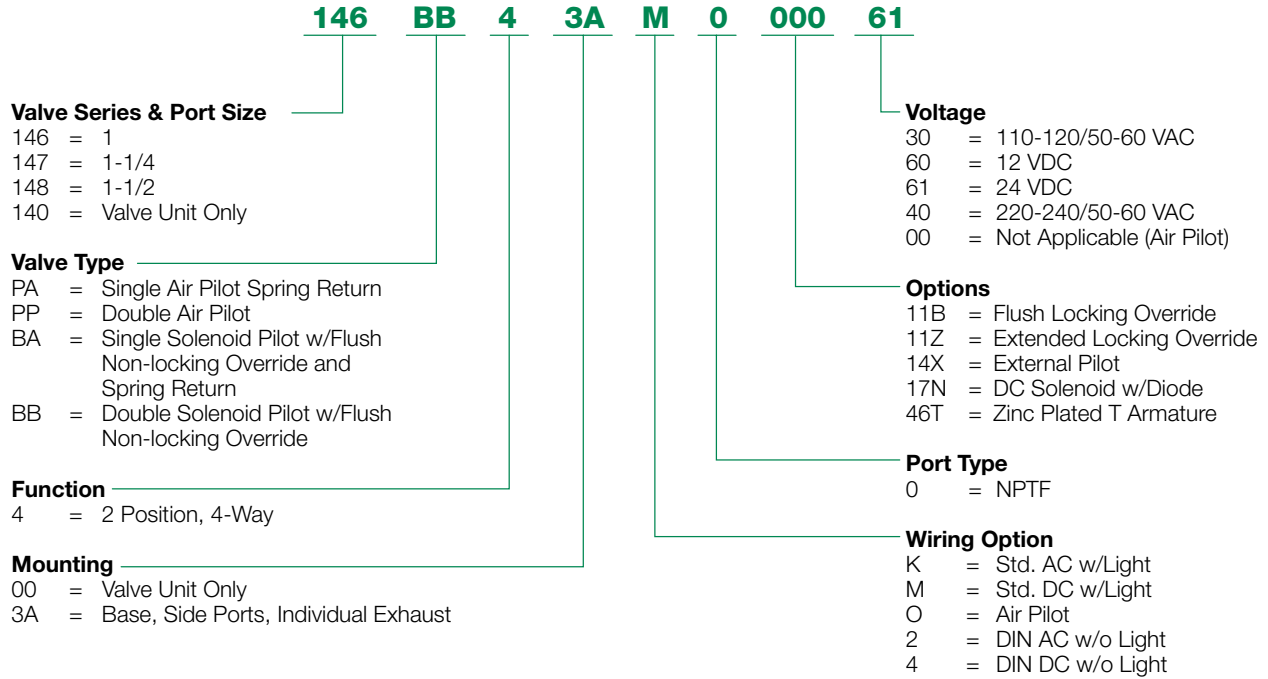 146 BB 4 3A M 0 000 61
Valve Series & Port Size
146 = 1
147 = 1-1/4
148 = 1-1/2
140 = Valve Unit Only
Valve Type
PA = Single Air Pilot Spring Return
PP = Double Air Pilot
BA = Single Solenoid Pilot w/Flush
Non-locking Override and
Spring Return
BB = Double Solenoid Pilot w/Flush
Non-locking Override
Function
4 = 2 Position, 4-Way
Mounting
00 = Valve Unit Only
3A = Base, Side Ports, Individual Exhaust
Voltage
30 = 110-120/50-60 VAC
60 = 12 VDC
61 = 24 VDC
40 = 220-240/50-60 VAC
00 = Not Applicable (Air Pilot)
Options
11B = Flush Locking Override
11Z = Extended Locking Override
14X = External Pilot
17N = DC Solenoid w/Diode
46T = Zinc Plated T Armature
Port Type
0 = NPTF
Wiring Option
K = Std. AC w/Light
M = Std. DC w/Light
O = Air Pilot
2 = DIN AC w/o Light
4 = DIN DC w/o Light